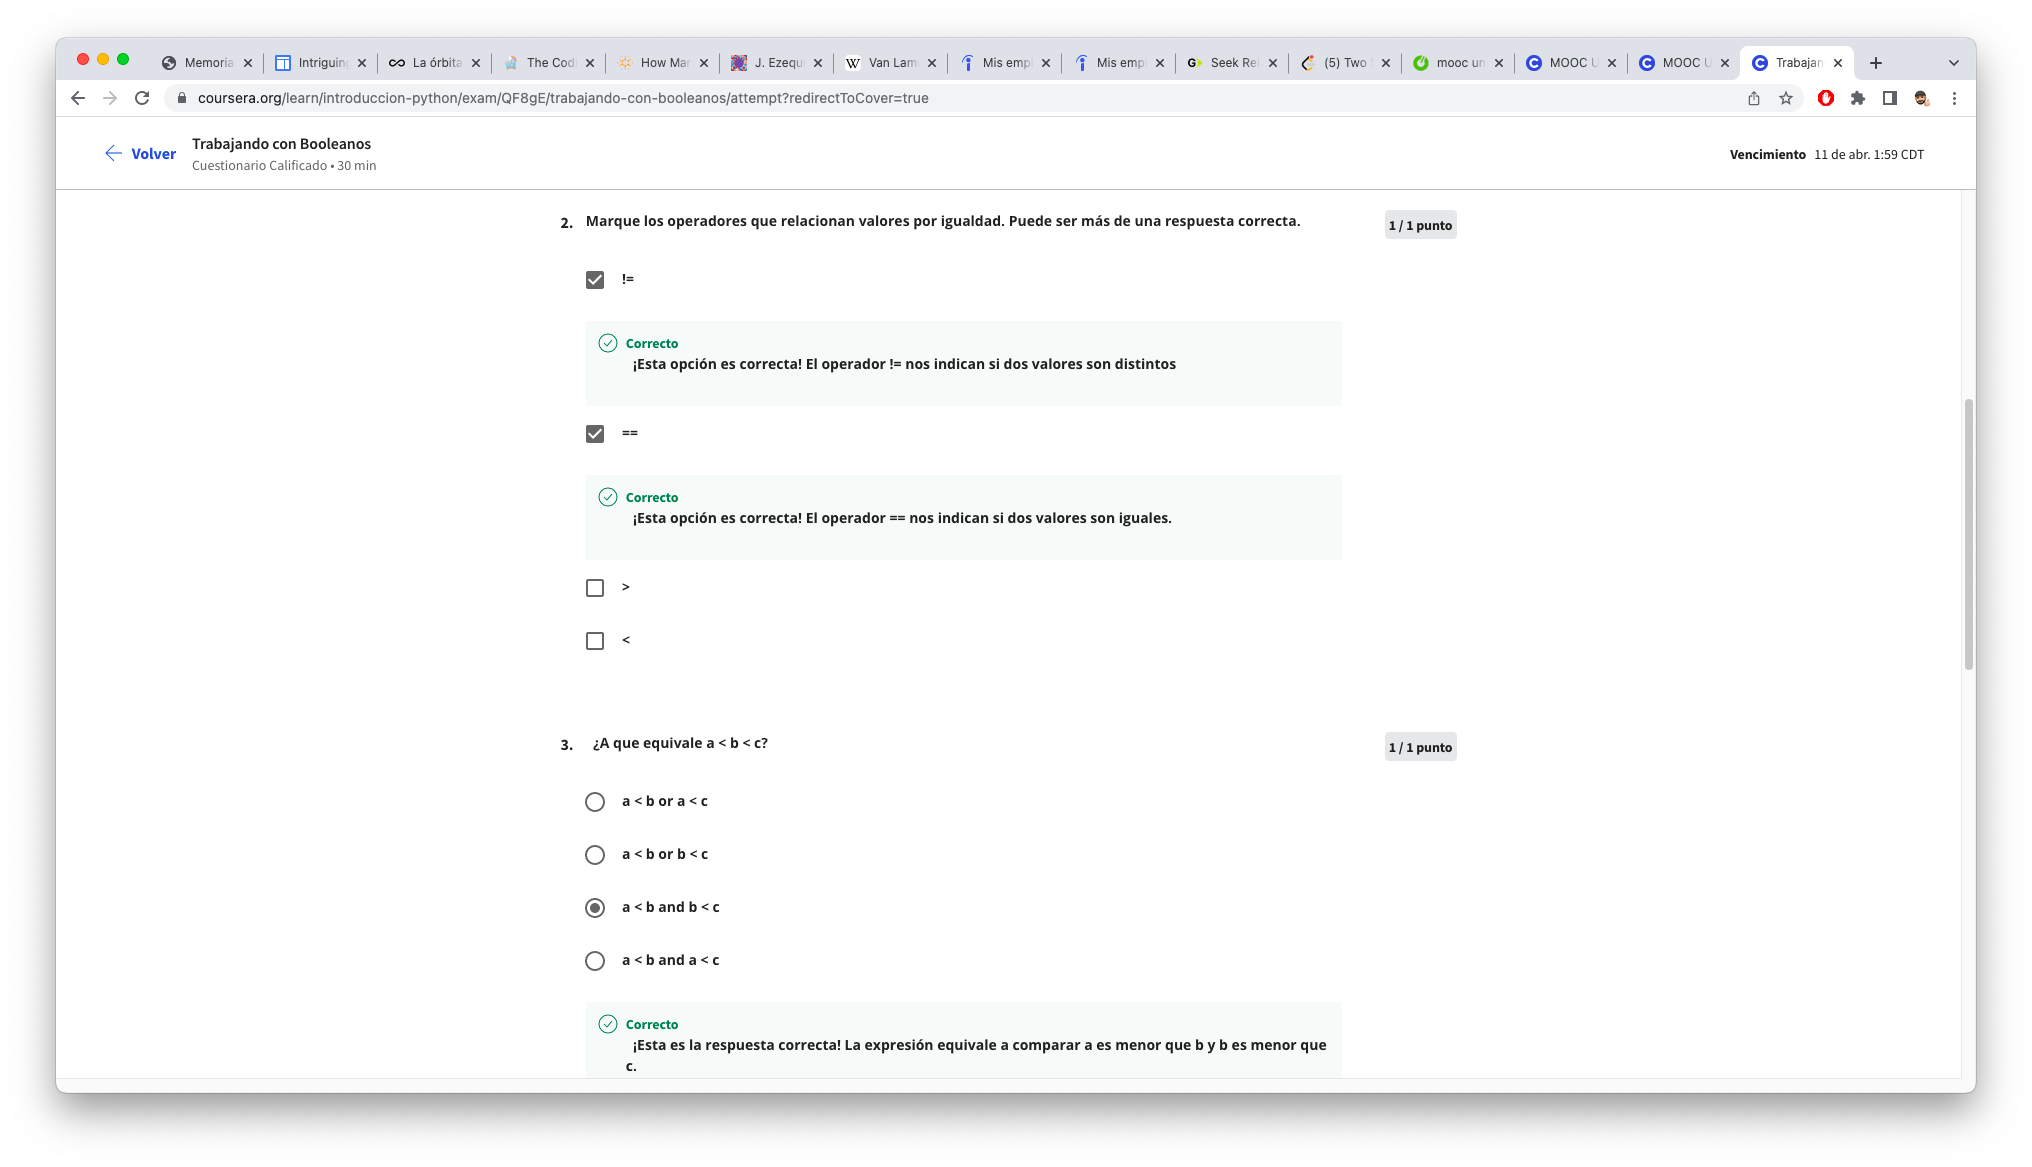 Memoria
Intriguin
La órbita
The Codi
How Mar
J. Ezequi
Van Lam
Mis emp
Mis emp
Seek Re
(5) Two
mooc un
MOOC U
MOOC U
Trabajan
coursera.org/learn/introduccion-python/exam/QF8gE/trabajando-con-booleanos/attempt?redirectToCover=true
Volver
Trabajando con Booleanos
Cuestionario Calificado • 30 min
Vencimiento 11 de abr. 1:59 CDT
2. Marque los operadores que relacionan valores por igualdad. Puede ser más de una respuesta correcta.
1 / 1 punto
!=
Correcto
¡Esta opción es correcta! El operador != nos indican si dos valores son distintos
==
Correcto
¡Esta opción es correcta! El operador == nos indican si dos valores son iguales.
>
<
3. ¿A que equivale a < b < c?
1 / 1 punto
a < b or a < c
a < b or b < c
a < b and b < c
a < b and a < c
Correcto
¡Esta es la respuesta correcta! La expresión equivale a comparar a es menor que b y b es menor que
c.